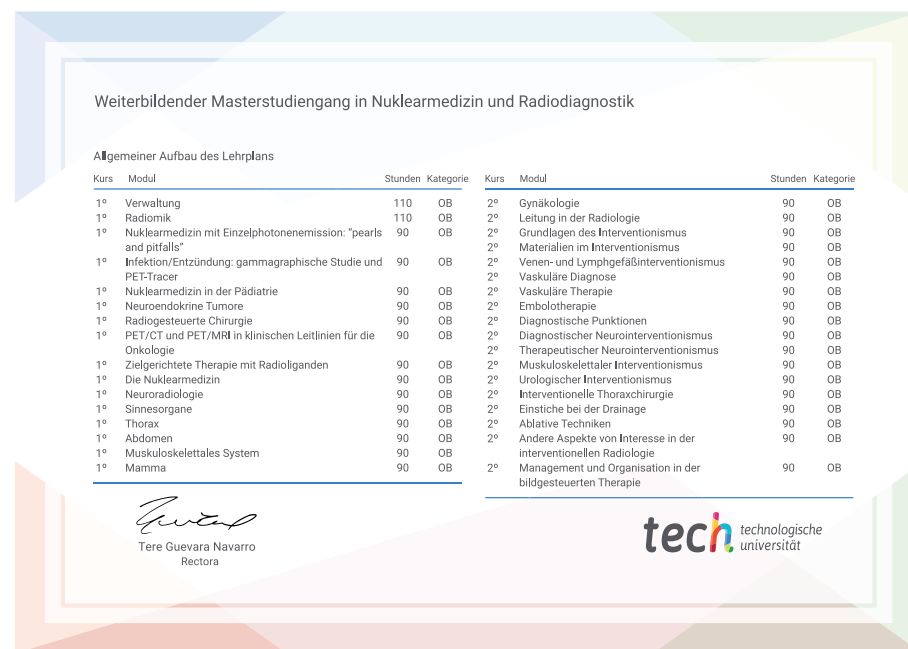 Weiterbildender Masterstudiengang in Nuklearmedizin und Radiodiagnostik
Allgemeiner Aufbau des Lehrplans
Kurs Modul Stunden Kategorie
1º Verwaltung 110 OB
1º Radiomik 110 OB
1º Nuklearmedizin mit Einzelphotonenemission: "pearls 90 OB
and pitfalls"
1º Infektion/Entzündung: gammagraphische Studie und 90 OB
PET-Tracer
1º Nuklearmedizin in der Pädiatrie 90 OB
1º Neuroendokrine Tumore 90 OB
1º Radiogesteuerte Chirurgie 90 OB
1º PET/CT und PET/MRI in klinischen Leitlinien für die 90 OB
Onkologie
1º Zielgerichtete Therapie mit Radioliganden 90 OB
1º Die Nuklearmedizin 90 OB
1º Neuroradiologie 90 OB
1º Sinnesorgane 90 OB
1º Thorax 90 OB
1º Abdomen 90 OB
1º Muskuloskelettales System 90 OB
1º Mamma 90 OB
Kurs Modul Stunden Kategorie
2º Gynäkologie 90 OB
2º Leitung in der Radiologie 90 OB
2º Grundlagen des Interventionismus 90 OB
2º Materialien im Interventionismus 90 OB
2º Venen- und Lymphgefäßinterventionismus 90 OB
2º Vaskuläre Diagnose 90 OB
2º Vaskuläre Therapie 90 OB
2º Embolotherapie 90 OB
2º Diagnostische Punktionen 90 OB
2º Diagnostischer Neurointerventionismus 90 OB
2º Therapeutischer Neurointerventionismus 90 OB
2º Muskuloskelettaler Interventionismus 90 OB
2º Urologischer Interventionismus 90 OB
2º Interventionelle Thoraxchirurgie 90 OB
2º Einstiche bei der Drainage 90 OB
2º Ablative Techniken 90 OB
2º Andere Aspekte von Interesse in der 90 OB
interventionellen Radiologie
2º Management und Organisation in der 90 OB
bildgesteuerten Therapie
Tere Guevara Navarro
Rectora
tech technologische
universität